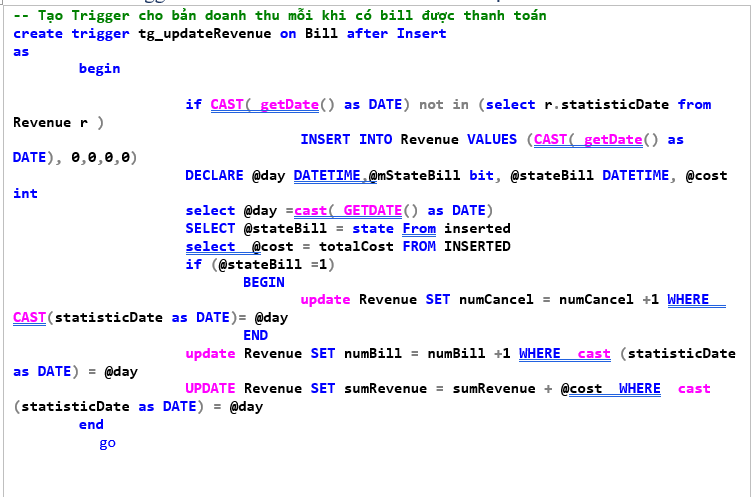 -- Tạo Trigger cho bản doanh thu mỗi khi có bill được thanh toán
create trigger tg_updateRevenue on Bill after Insert
as
begin
if CAST( getDate() as DATE) not in (select r.statisticDate from
Revenue r )
INSERT INTO Revenue VALUES (CAST( getDate() as
DATE), 0,0,0,0)
DECLARE @day DATETIME,@mStateBill bit, @stateBill DATETIME, @cost
int
select @day =cast( GETDATE() as DATE)
SELECT @stateBill = state From inserted
select @cost = totalCost FROM INSERTED
if (@stateBill =1)
BEGIN
update Revenue SET numCancel = numCancel +1 WHERE
CAST(statisticDate as DATE)= @day
END
update Revenue SET numBill = numBill +1 WHERE cast (statisticDate
as DATE) = @day
UPDATE Revenue SET sumRevenue = sumRevenue + @cost WHERE cast
(statisticDate as DATE) = @day
end
go